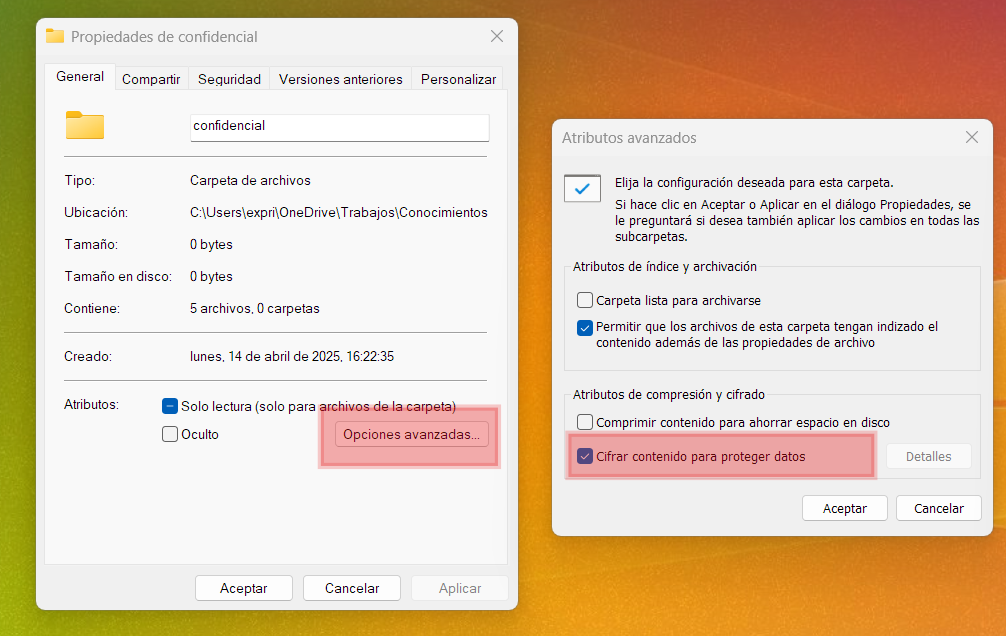 Propiedades de confidencial
General
Compartir
Seguridad
Versiones anteriores
Personalizar
confidencial
Tipo: Carpeta de archivos
Ubicación: C:\Users\expri\OneDrive\Trabajos\Conocimientos
Tamaño: 0 bytes
Tamaño en disco: 0 bytes
Contiene: 5 archivos, 0 carpetas
Creado: lunes, 14 de abril de 2025, 16:22:35
Atributos: Solo lectura (solo para archivos de la carpeta)
Oculto
Opciones avanzadas...
Aceptar
Cancelar
Aplicar
Atributos avanzados
Elija la configuración deseada para esta carpeta.
Si hace clic en Aceptar o Aplicar en el diálogo Propiedades, se
le preguntará si desea también aplicar los cambios en todas las
subcarpetas.
Atributos de índice y archivación
Carpeta lista para archivarse
Permitir que los archivos de esta carpeta tengan indizado el
contenido además de las propiedades de archivo
Atributos de compresión y cifrado
Comprimir contenido para ahorrar espacio en disco
Cifrar contenido para proteger datos
Detalles
Aceptar
Cancelar